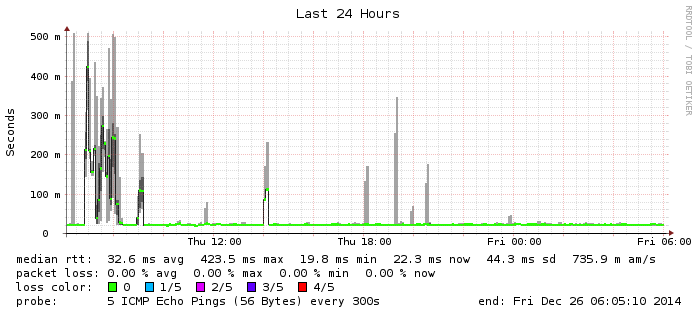 Last 24 Hours
RRDTOOL / TOBI OETIKER
Seconds
500 m
400 m
300 m
200 m
100 m
0
Thu 12:00 Thu 18:00 Fri 00:00 Fri 06:00
median rtt: 32.6 ms avg 423.5 ms max 19.8 ms min 22.3 ms now 44.3 ms sd 735.9 m am/s
packet loss: 0.00 % avg 0.00 % max 0.00 % min 0.00 % now
loss color: 0 1/5 2/5 3/5 4/5
probe: 5 ICMP Echo Pings (56 Bytes) every 300s end: Fri Dec 26 06:05:10 2014